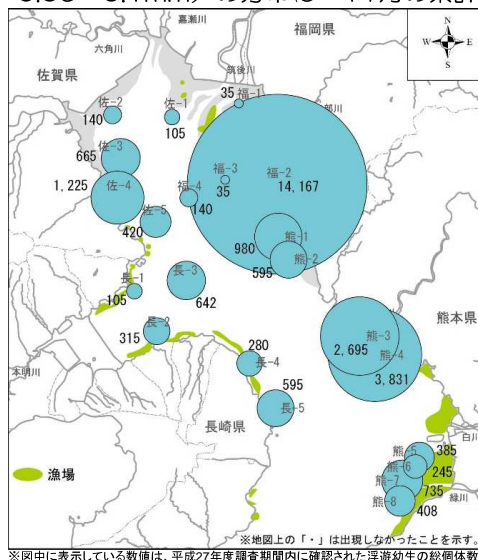 六角川
嘉瀬川
福岡県
N
W E
S
佐賀県
筑後川
35 福-1
佐-2
佐-1
部川
140
105
佐-3
665
福-3
福-2
1,225
佐-4
福-4
35
14,167
140
佐-5
420
980
熊-1
熊-2
595
長-3
長-1
105
642
熊本県
長-2
熊-3
315
280
2,695
熊-4
長-4
3,831
本明川
595
長-5
長崎県
白川
熊-5
385
熊-6
245
漁場
熊-7
735
緑川
熊-8
408
※地図上の「・」は出現しなかったことを示す。
※図中に表示している数値は、平成27年度調査期間内に確認された浮遊幼生の総個体数